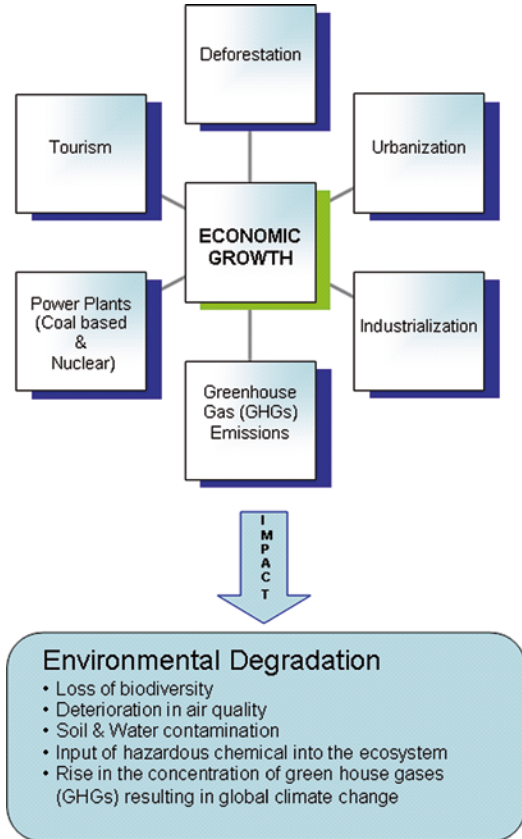 Deforestation
Tourism
Urbanization
ECONOMIC
GROWTH
Power Plants
(Coal based
&
Nuclear)
Industrialization
Greenhouse
Gas (GHGs)
Emissions
IMPACT
Environmental Degradation
• Loss of biodiversity
• Deterioration in air quality
• Soil & Water contamination
• Input of hazardous chemical into the ecosystem
• Rise in the concentration of green house gases
(GHGs) resulting in global climate change